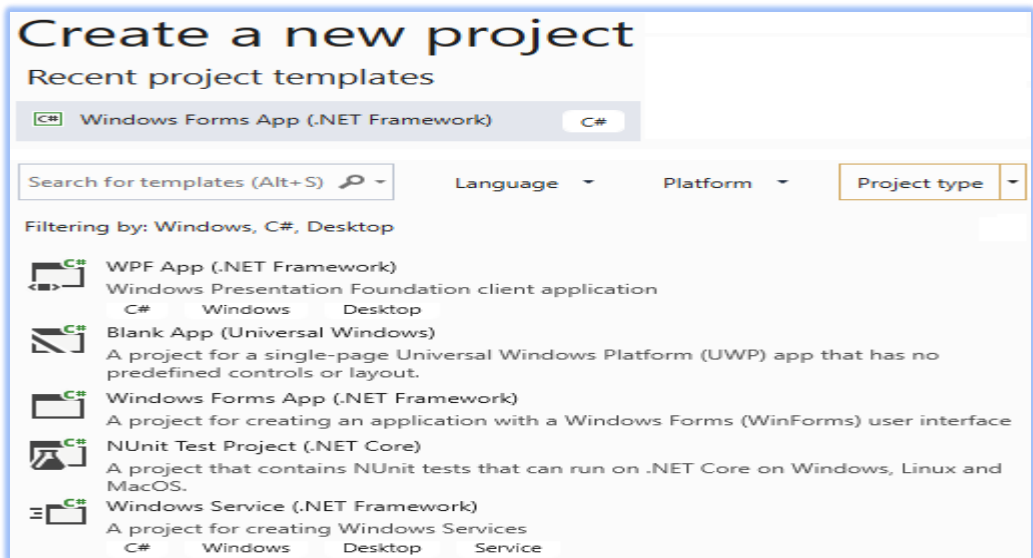 Create a new project
Recent project templates
C# Windows Forms App (.NET Framework) C#
Search for templates (Alt+S) Language Platform Project type
Filtering by: Windows, C#, Desktop
C# WPF App (.NET Framework)
Windows Presentation Foundation client application
C# Windows Desktop
C# Blank App (Universal Windows)
A project for a single-page Universal Windows Platform (UWP) app that has no
predefined controls or layout.
C# Windows Forms App (.NET Framework)
A project for creating an application with a Windows Forms (WinForms) user interface
C# NUnit Test Project (.NET Core)
A project that contains NUnit tests that can run on .NET Core on Windows, Linux and
MacOS.
C# Windows Service (.NET Framework)
A project for creating Windows Services
C# Windows Desktop Service